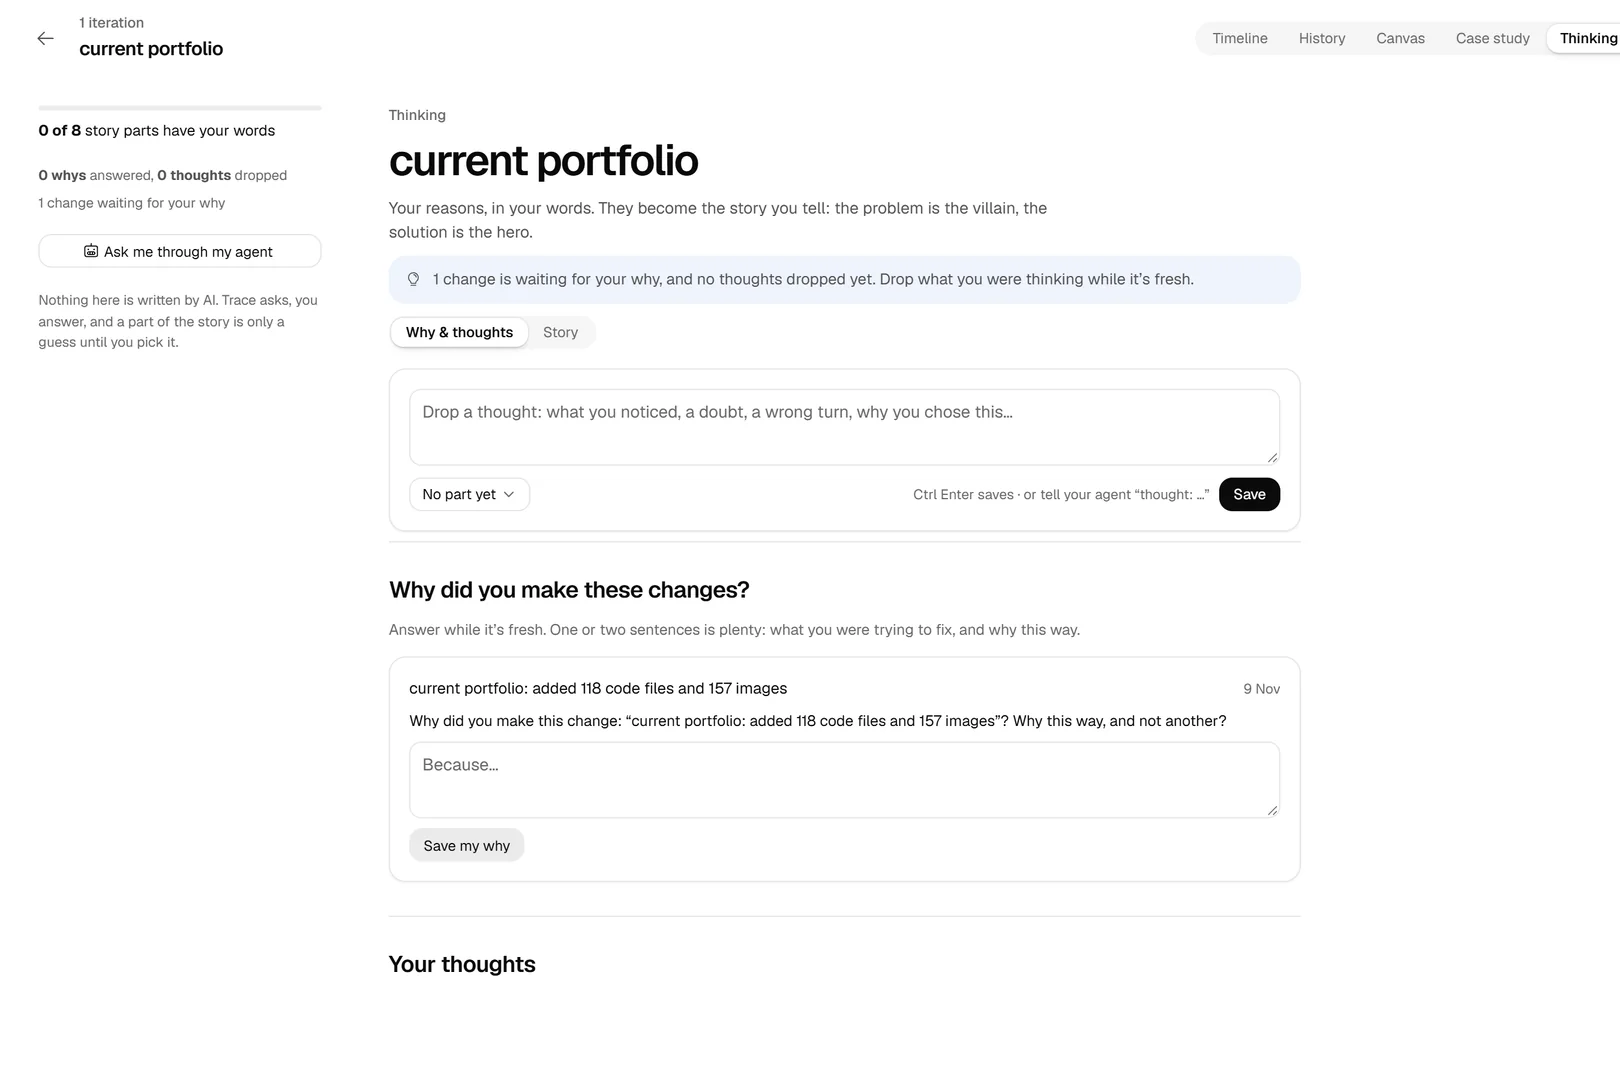 1 iteration
current portfolio
Timeline
History
Canvas
Case study
Thinking
0 of 8 story parts have your words
0 whys answered, 0 thoughts dropped
1 change waiting for your why
Ask me through my agent
Nothing here is written by AI. Trace asks, you
answer, and a part of the story is only a
guess until you pick it.
Thinking
current portfolio
Your reasons, in your words. They become the story you tell: the problem is the villain, the
solution is the hero.
1 change is waiting for your why, and no thoughts dropped yet. Drop what you were thinking while it’s fresh.
Why & thoughts
Story
Drop a thought: what you noticed, a doubt, a wrong turn, why you chose this…
No part yet
Ctrl Enter saves · or tell your agent “thought: …”
Save
Why did you make these changes?
Answer while it’s fresh. One or two sentences is plenty: what you were trying to fix, and why this way.
current portfolio: added 118 code files and 157 images
9 Nov
Why did you make this change: “current portfolio: added 118 code files and 157 images”? Why this way, and not another?
Because…
Save my why
Your thoughts